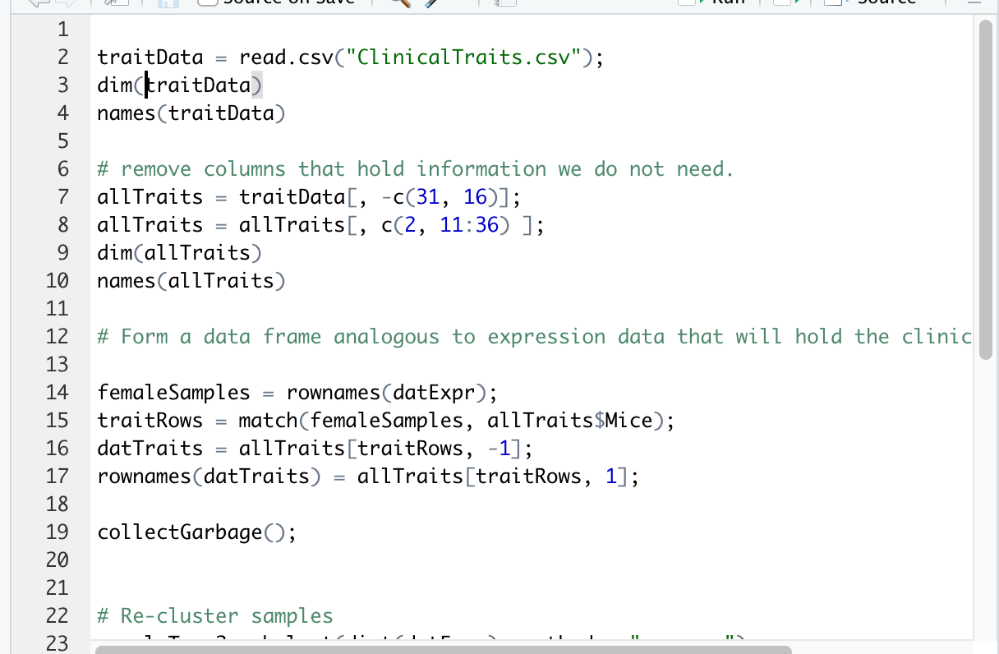 Source on Save Run Source
1
2 traitData = read.csv("ClinicalTraits.csv");
3 dim(traitData)
4 names(traitData)
5
6 # remove columns that hold information we do not need.
7 allTraits = traitData[, -c(31, 16)];
8 allTraits = allTraits[, c(2, 11:36) ];
9 dim(allTraits)
10 names(allTraits)
11
12 # Form a data frame analogous to expression data that will hold the clinic
13
14 femaleSamples = rownames(datExpr);
15 traitRows = match(femaleSamples, allTraits$Mice);
16 datTraits = allTraits[traitRows, -1];
17 rownames(datTraits) = allTraits[traitRows, 1];
18
19 collectGarbage();
20
21
22 # Re-cluster samples
23